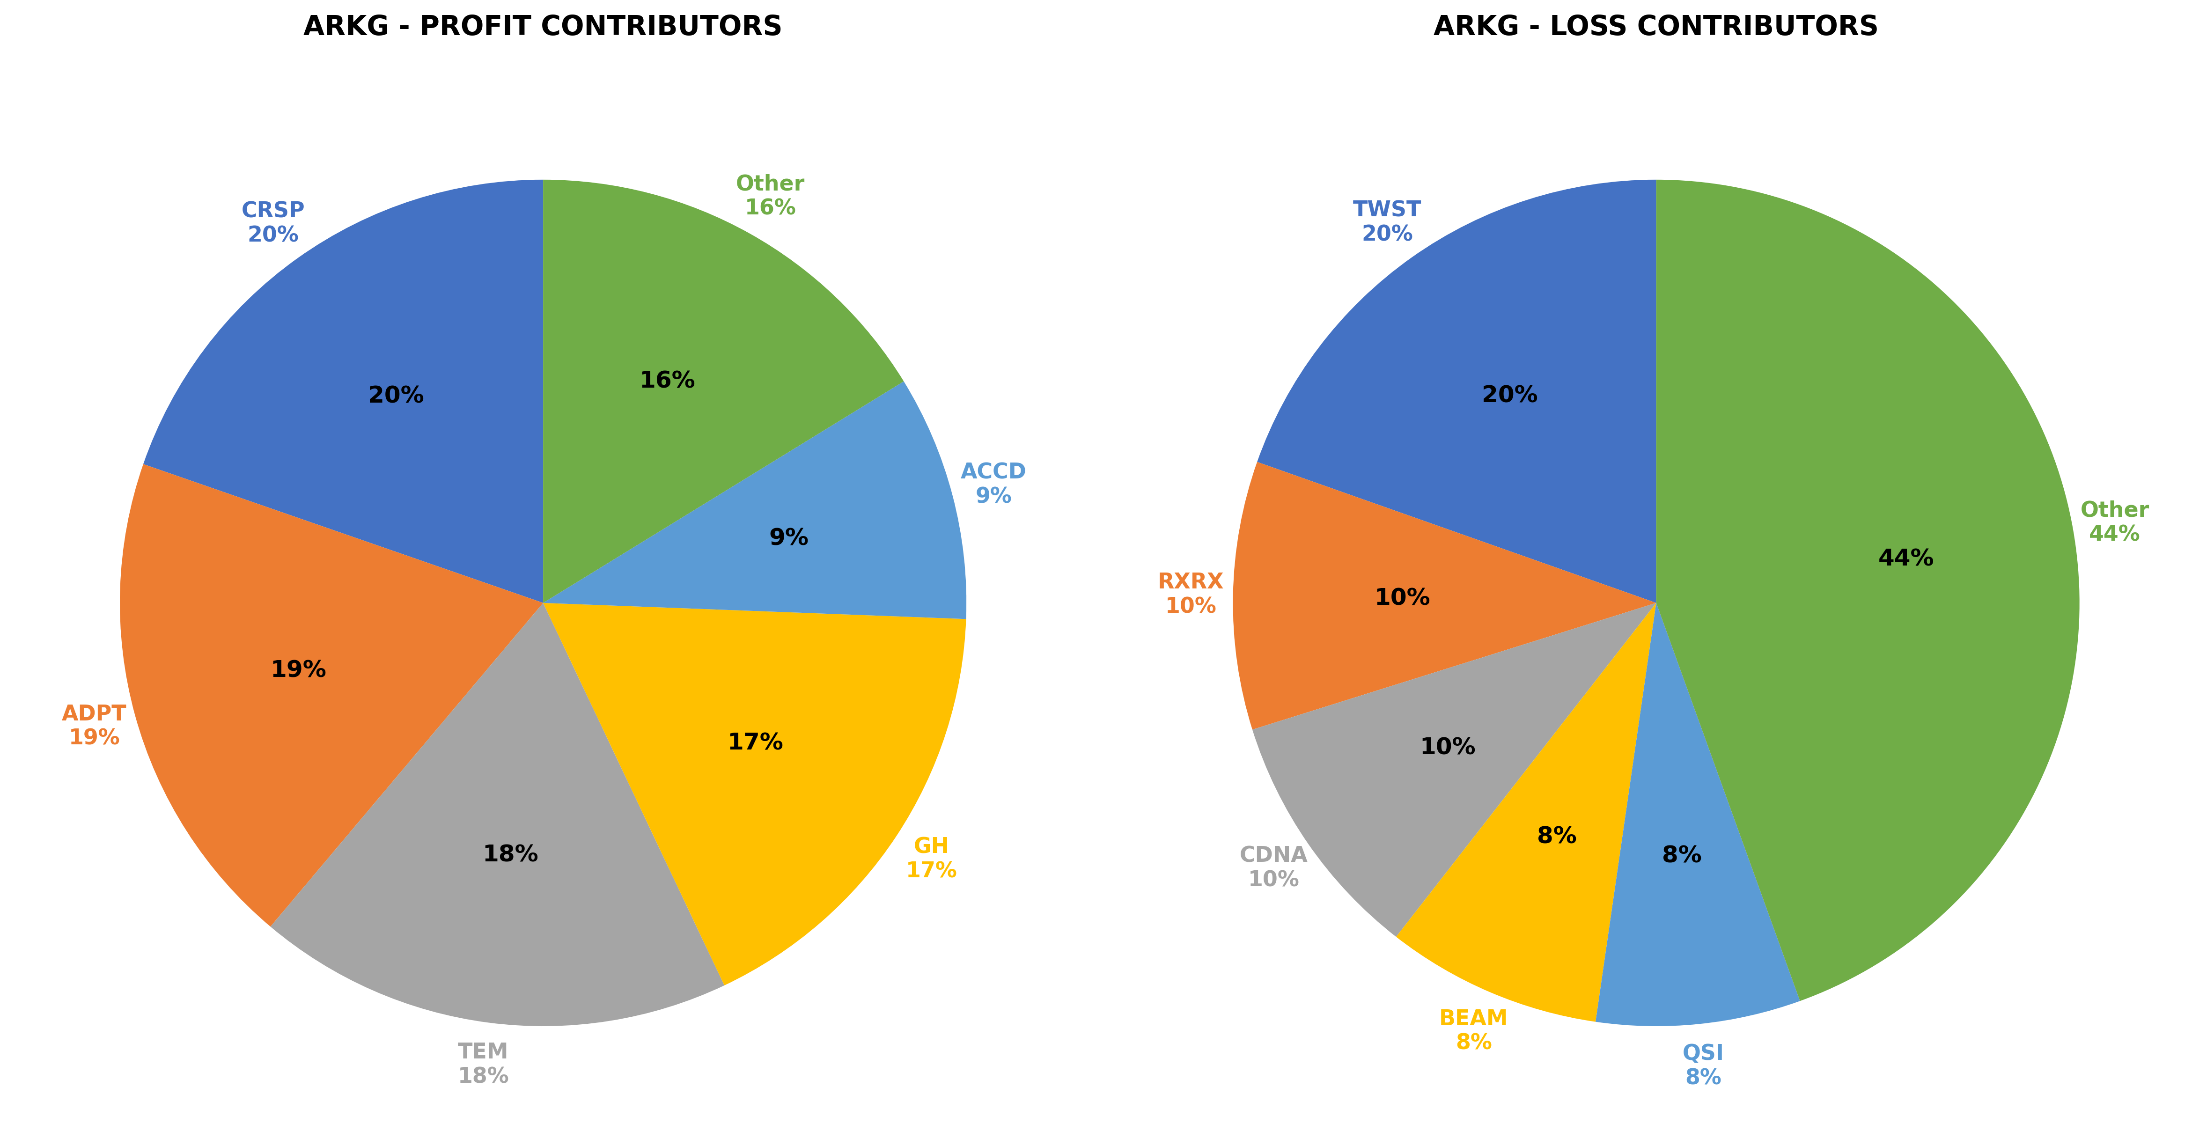 ARKG - PROFIT CONTRIBUTORS
CRSP
20%
20%
ADPT
19%
19%
TEM
18%
18%
GH
17%
17%
ACCD
9%
9%
Other
16%
16%
ARKG - LOSS CONTRIBUTORS
TWST
20%
20%
RXRX
10%
10%
CDNA
10%
10%
BEAM
8%
8%
QSI
8%
8%
Other
44%
44%